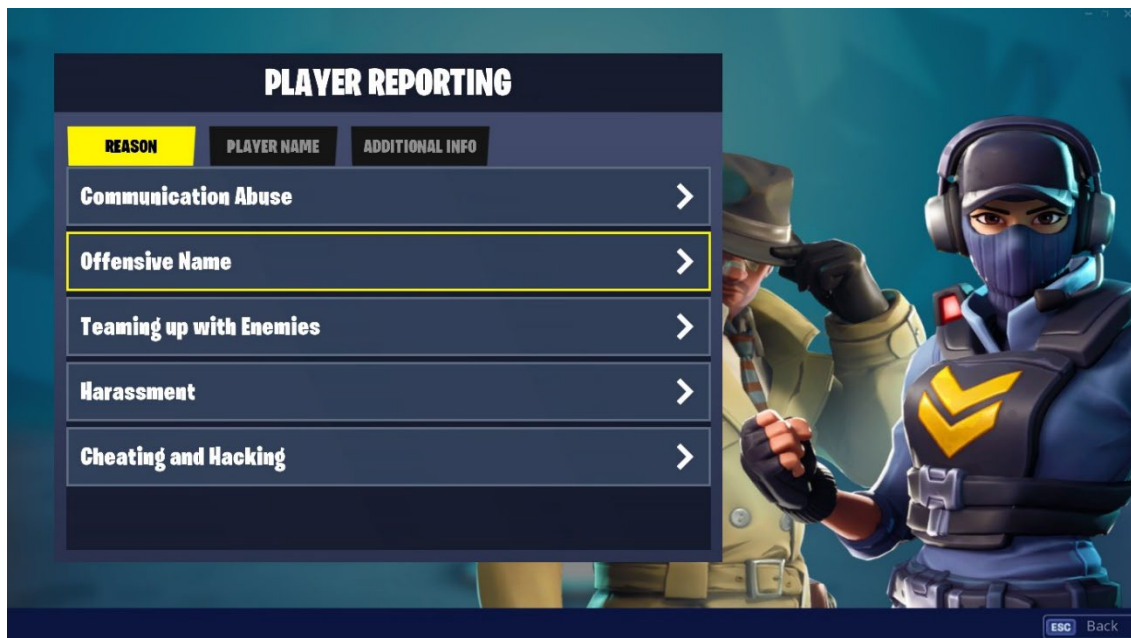 PLAYER REPORTING
REASON PLAYER NAME ADDITIONAL INFO
Communication Abuse
Offensive Name
Teaming up with Enemies
Harassment
Cheating and Hacking
ESC Back